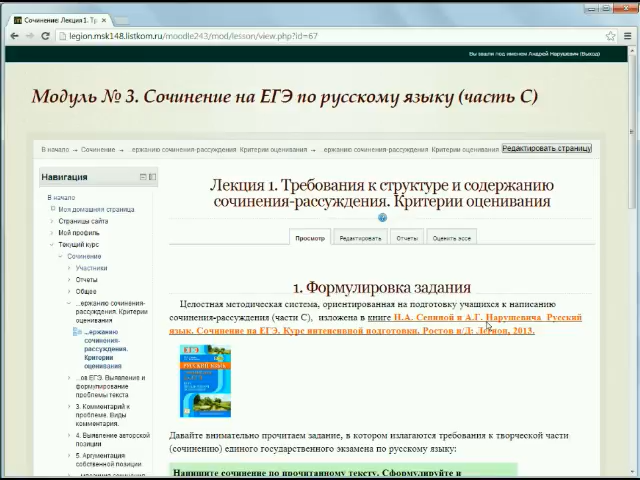 Сочинение: Лекция 1. Тр
legion.msk148.listkom.ru/moodle243/mod/lesson/view.php?id=67
Вы зашли под именем Андрей Нарушевич (Выход)
Модуль № 3. Сочинение на ЕГЭ по русскому языку (часть С)
В начало → Сочинение → ...ержанию сочинения-рассуждения. Критерии оценивания → ...ержанию сочинения-рассуждения. Критерии оценивания
Редактировать страницу
Навигация
В начало
Моя домашняя страница
Страницы сайта
Мой профиль
Текущий курс
Сочинение
Участники
Отчеты
Общее
...ержанию сочинения-
рассуждения. Критерии
оценивания
...ержанию
сочинения-
рассуждения.
Критерии
оценивания
...ов ЕГЭ. Выявление и
формулирование
проблемы текста
3. Комментарий к
проблеме. Виды
комментария.
4. Выявление авторской
позиции
5. Аргументация
собственной позиции
Лекция 1. Требования к структуре и содержанию
сочинения-рассуждения. Критерии оценивания
Просмотр
Редактировать
Отчеты
Оценить эссе
1. Формулировка задания
Целостная методическая система, ориентированная на подготовку учащихся к написанию
сочинения-рассуждения (части С), изложена в книге Н.А. Сениной и А.Г. Нарушевича Русский
язык. Сочинение на ЕГЭ. Курс интенсивной подготовки. Ростов н/Д: Легион, 2013.
ЕГЭ
РУССКИЙ ЯЗЫК
Давайте внимательно прочитаем задание, в котором излагаются требования к творческой части
(сочинению) единого государственного экзамена по русскому языку:
Напишите сочинение по прочитанному тексту. Сформулируйте и